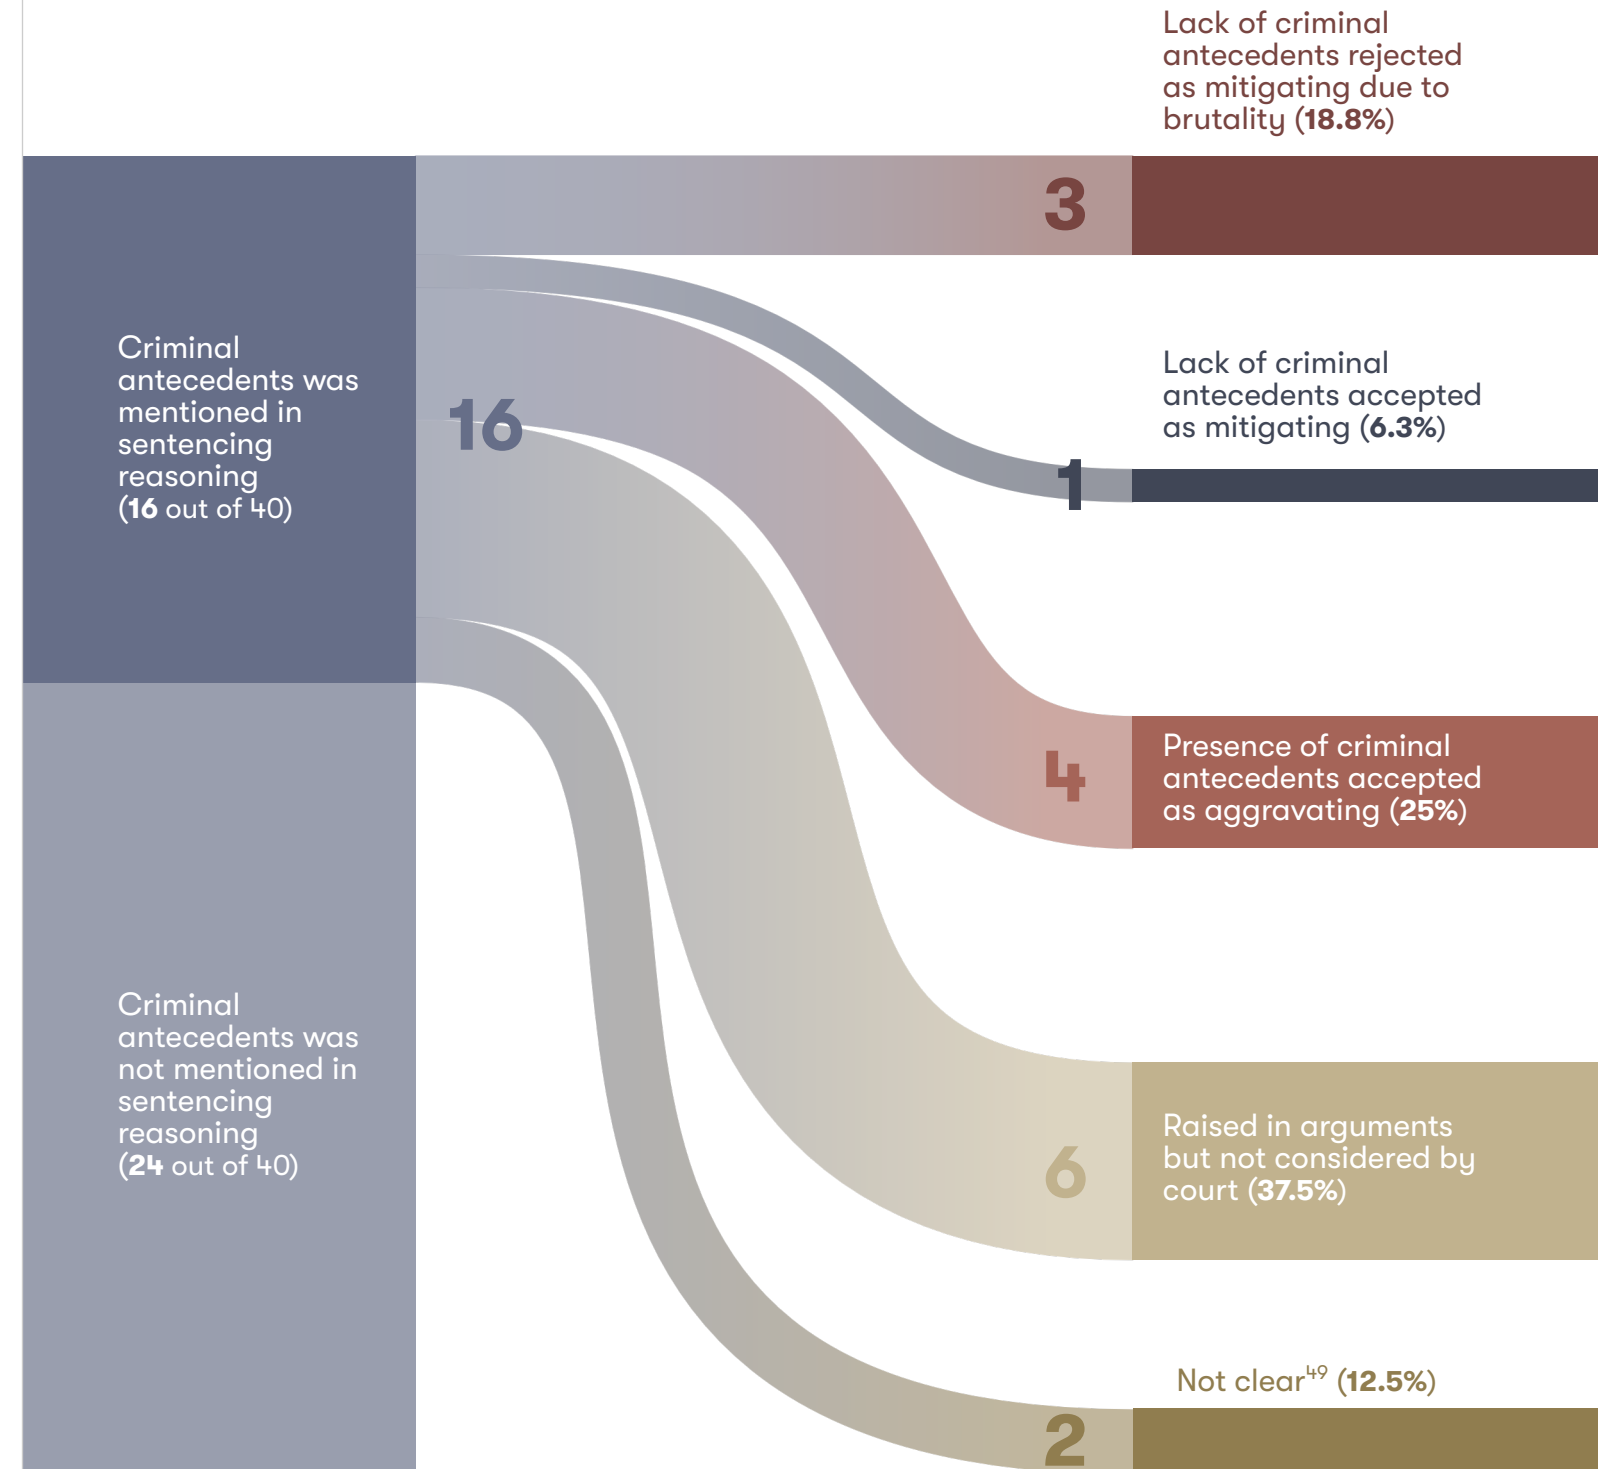 Lack of criminal
antecedents rejected
as mitigating due to
brutality (18.8%)
3
Criminal
antecedents was
mentioned in
sentencing
reasoning
(16 out of 40)
16
Lack of criminal
antecedents accepted
as mitigating (6.3%)
1
Presence of criminal
antecedents accepted
as aggravating (25%)
4
Criminal
antecedents was
not mentioned in
sentencing
reasoning
(24 out of 40)
Raised in arguments
but not considered by
court (37.5%)
6
Not clear49 (12.5%)
2